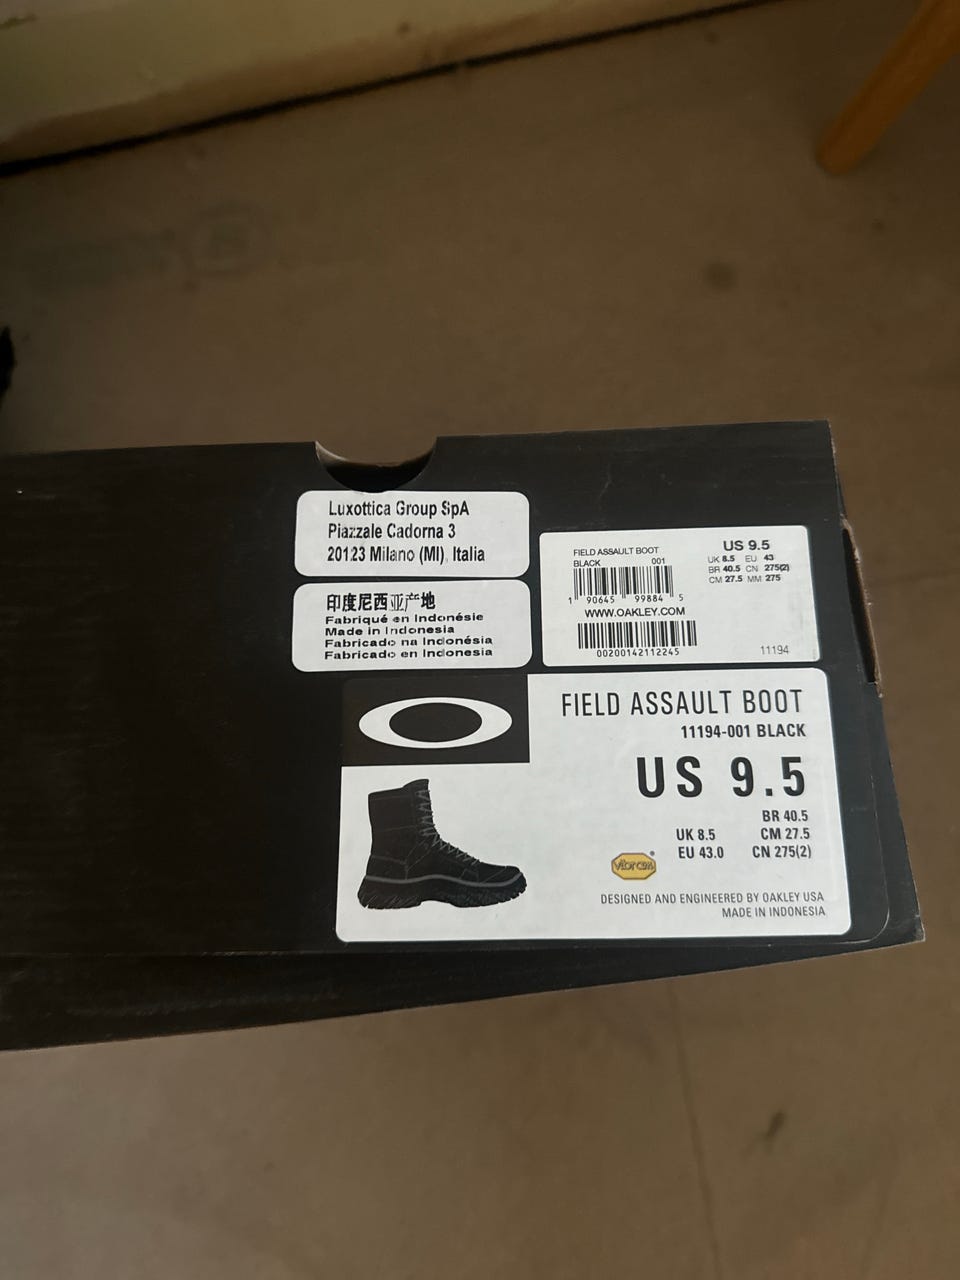 Luxottica Group SpA
Piazzale Cadorna 3
20123 Milano (MI), Italia
印度尼西亚产地
Fabriqué en Indonésie
Made in Indonesia
Fabricado na Indonésia
Fabricado en Indonesia
FIELD ASSAULT BOOT
BLACK 001
US 9.5
UK 8.5 EU 43
BR 40.5 CN 275(2)
CM 27.5 MM 275
1 90645 99884 5
WWW.OAKLEY.COM
00200142112245
11194
FIELD ASSAULT BOOT
11194-001 BLACK
US 9.5
BR 40.5
UK 8.5 CM 27.5
EU 43.0 CN 275(2)
vibram
DESIGNED AND ENGINEERED BY OAKLEY USA
MADE IN INDONESIA